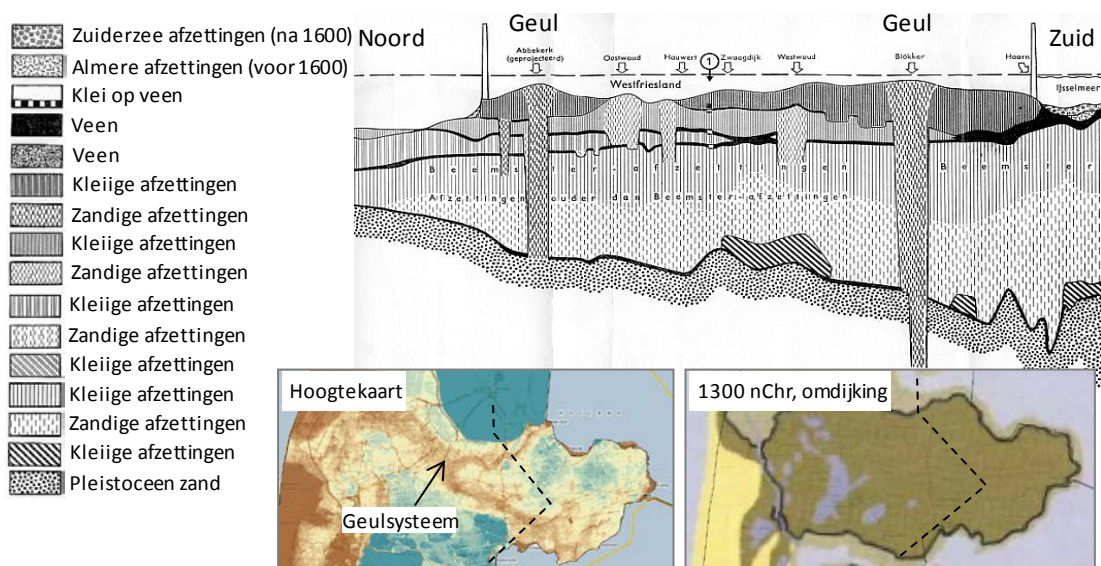 Zuiderzee afzettingen (na 1600)
Almere afzettingen (voor 1600)
Klei op veen
Veen
Veen
Kleiige afzettingen
Zandige afzettingen
Kleiige afzettingen
Zandige afzettingen
Kleiige afzettingen
Zandige afzettingen
Kleiige afzettingen
Kleiige afzettingen
Zandige afzettingen
Kleiige afzettingen
Pleistoceen zand
Noord
Geul
Geul
Zuid
Abbekerk
(geprojecteerd)
Oostwoud
Hauwert
1
Zwaagdijk
Westwoud
Blokker
Hoorn
Westfriesland
IJsselmeer
Beemster-afzettingen
Beemster
Afzettingen ouder dan Beemster-afzettingen
Hoogtekaart
Geulsysteem
1300 nChr, omdijking